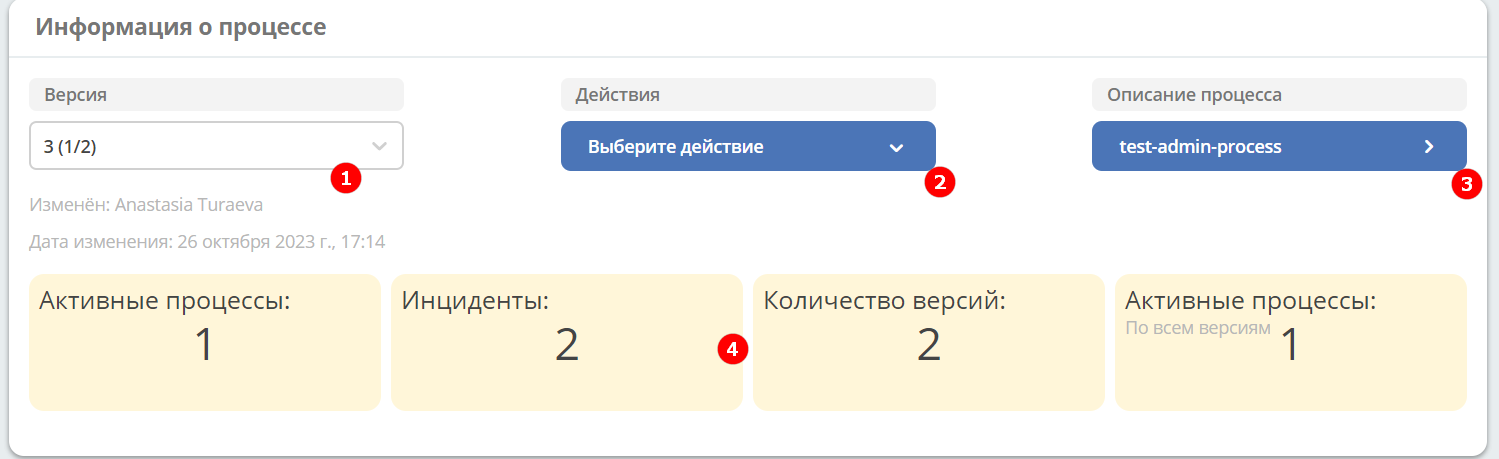 Информация о процессе
Версия
Действия
Описание процесса
3 (1/2)
Выберите действие
test-admin-process
1
2
3
Изменён: Anastasia Turaeva
Дата изменения: 26 октября 2023 г., 17:14
Активные процессы:
1
Инциденты:
2
4
Количество версий:
2
Активные процессы:
По всем версиям
1